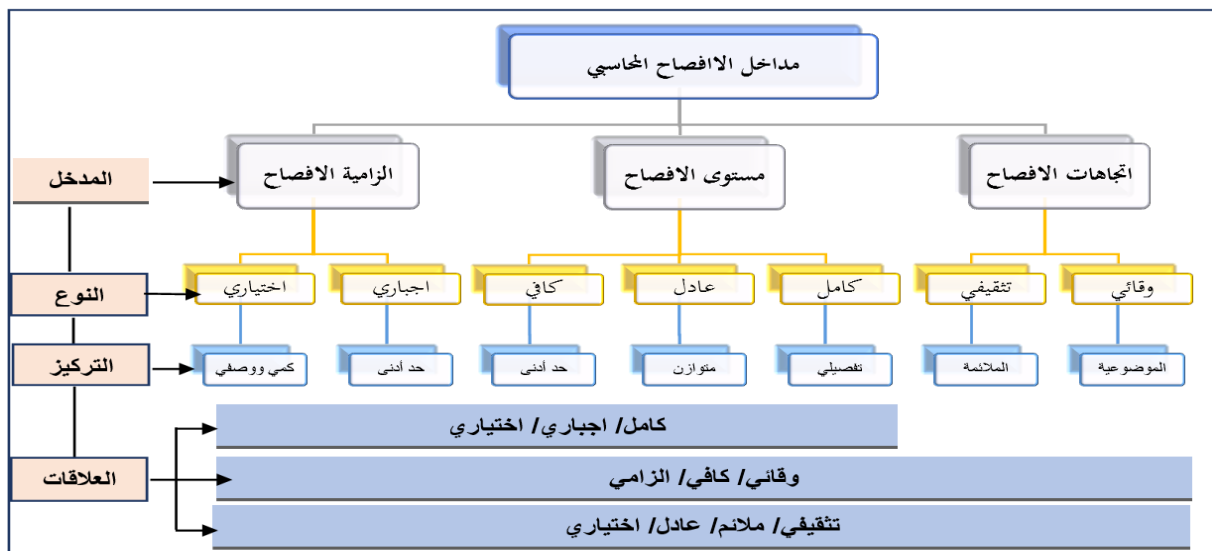 مداخل الاافصاح المحاسبي
المدخل
اتجاهات الافصاح
مستوى الافصاح
الزامية الافصاح
النوع
وقائي
تثقيفي
كامل
عادل
كافي
اجباري
اختياري
التركيز
الموضوعية
الملائمة
تفصيلي
متوازن
حد أدنى
حد أدنى
كمي ووصفي
العلاقات
كامل/ اجباري/ اختياري
وقائي/ كافي/ الزامي
تثقيفي/ ملائم/ عادل/ اختياري